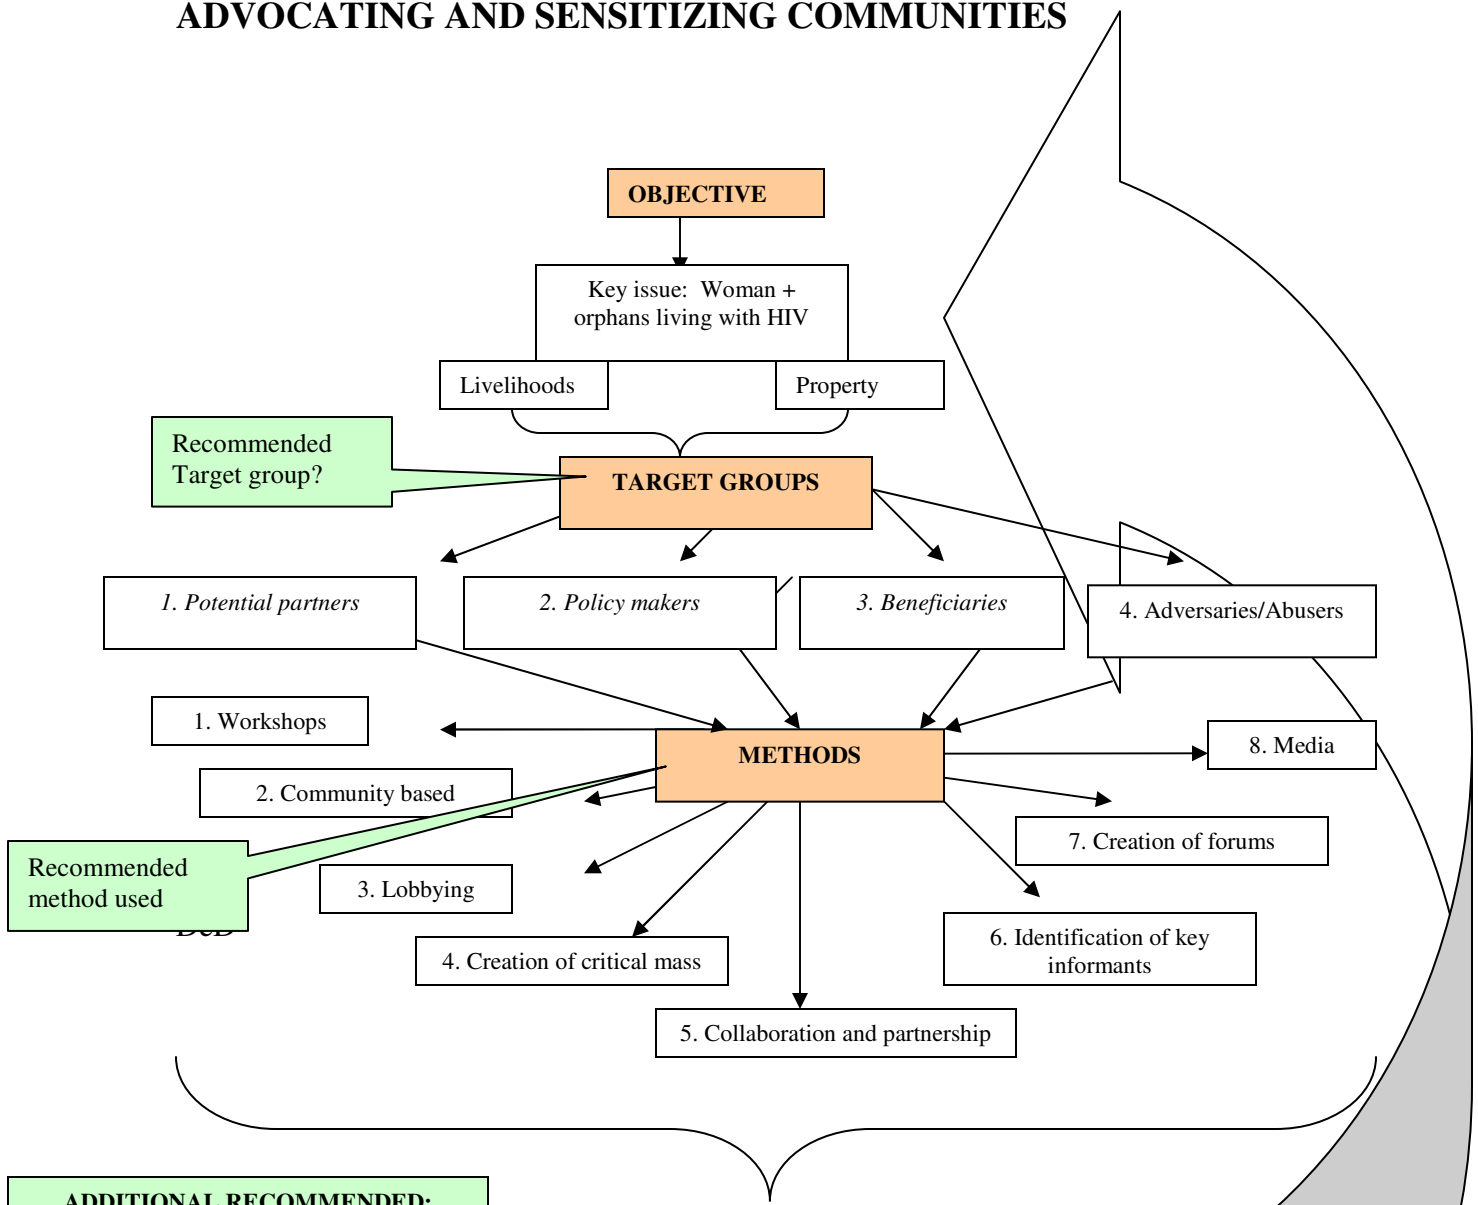 ADVOCATING AND SENSITIZING COMMUNITIES
OBJECTIVE
Key issue: Woman +
orphans living with HIV
Livelihoods
Property
Recommended
Target group?
TARGET GROUPS
1. Potential partners
2. Policy makers
3. Beneficiaries
4. Adversaries/Abusers
1. Workshops
METHODS
8. Media
2. Community based
7. Creation of forums
Recommended
method used
3. Lobbying
6. Identification of key
informants
4. Creation of critical mass
5. Collaboration and partnership
ADDITIONAL RECOMMENDED: